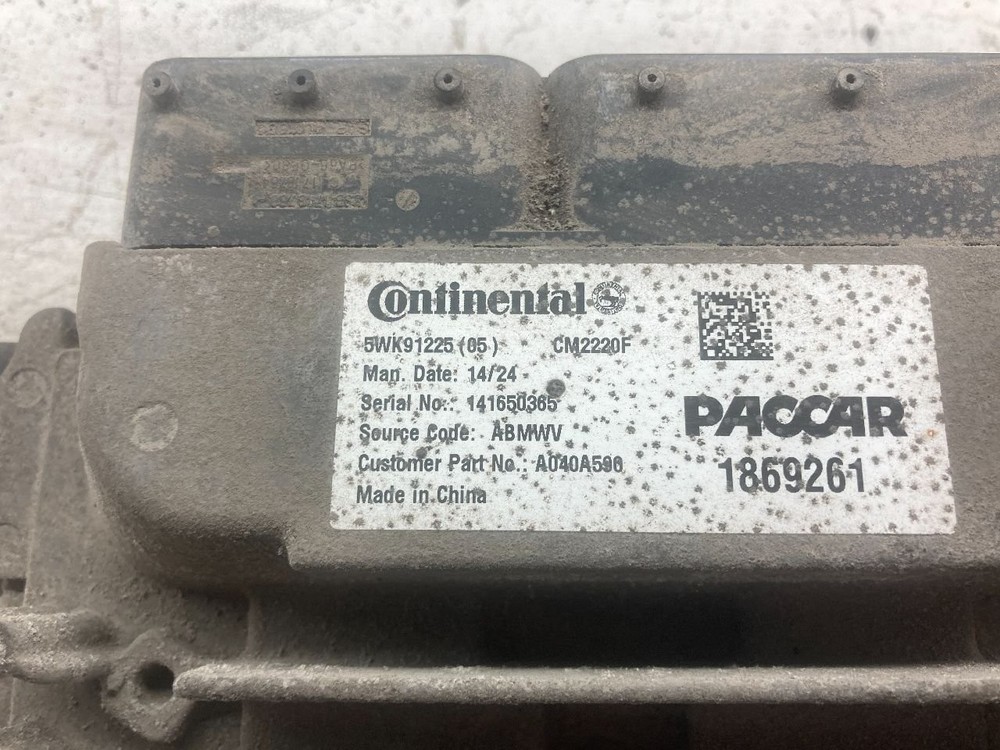 Continental
5WK91225 (05) CM2220F
Man. Date: 14/24
Serial No.: 141650365
Source Code: ABMWV
Customer Part No.: A040A596
Made in China
PACCAR
1869261